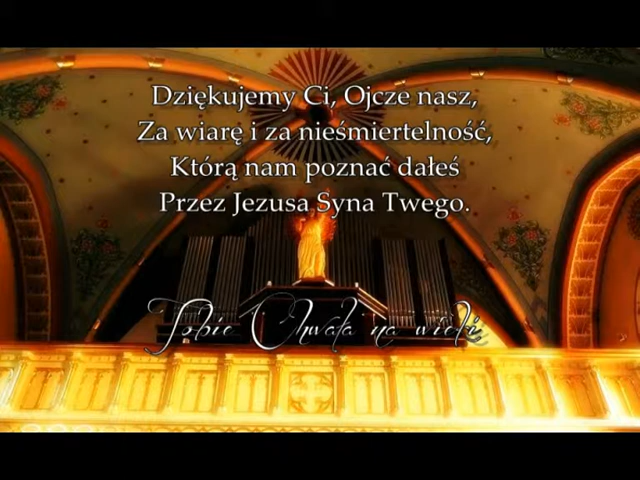 Dziękujemy Ci, Ojcze nasz,
Za wiarę i za nieśmiertelność,
Którą nam poznać dałeś
Przez Jezusa Syna Twego.
Tobie Chwała na wieki